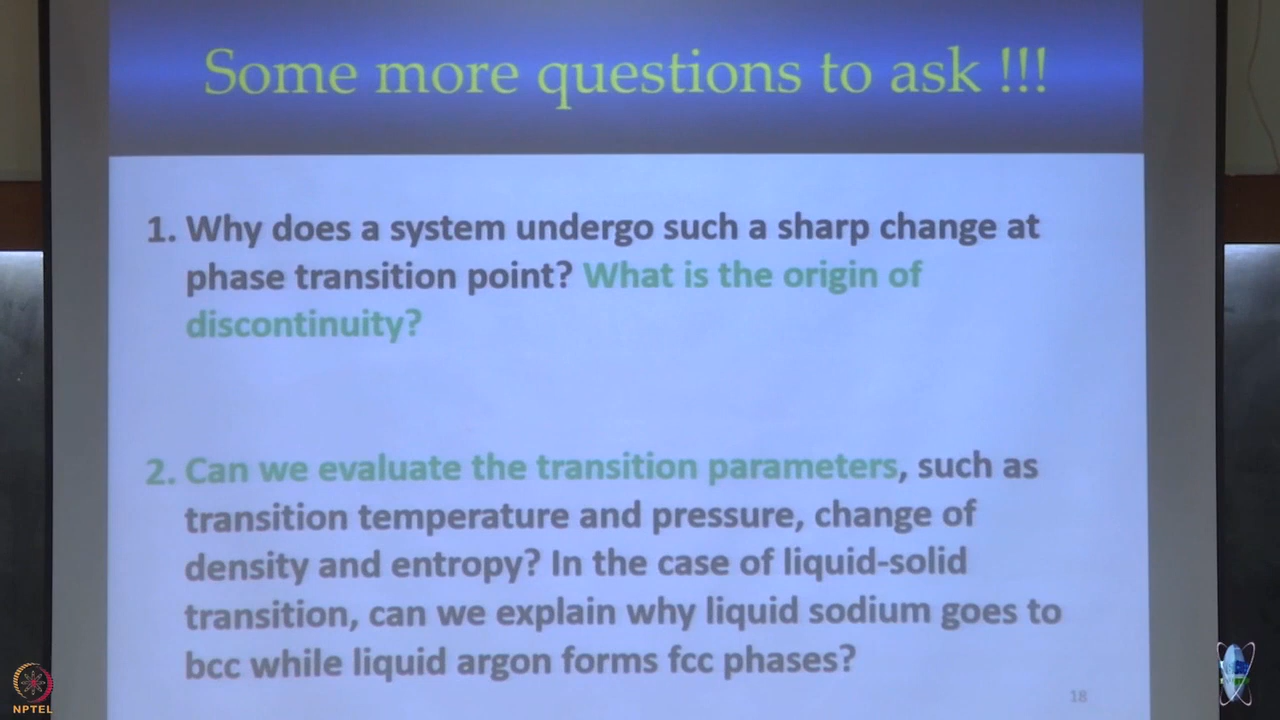 Some more questions to ask !!!
1. Why does a system undergo such a sharp change at
phase transition point? What is the origin of
discontinuity?
2. Can we evaluate the transition parameters, such as
transition temperature and pressure, change of
density and entropy? In the case of liquid-solid
transition, can we explain why liquid sodium goes to
bcc while liquid argon forms fcc phases?
18
NPTEL